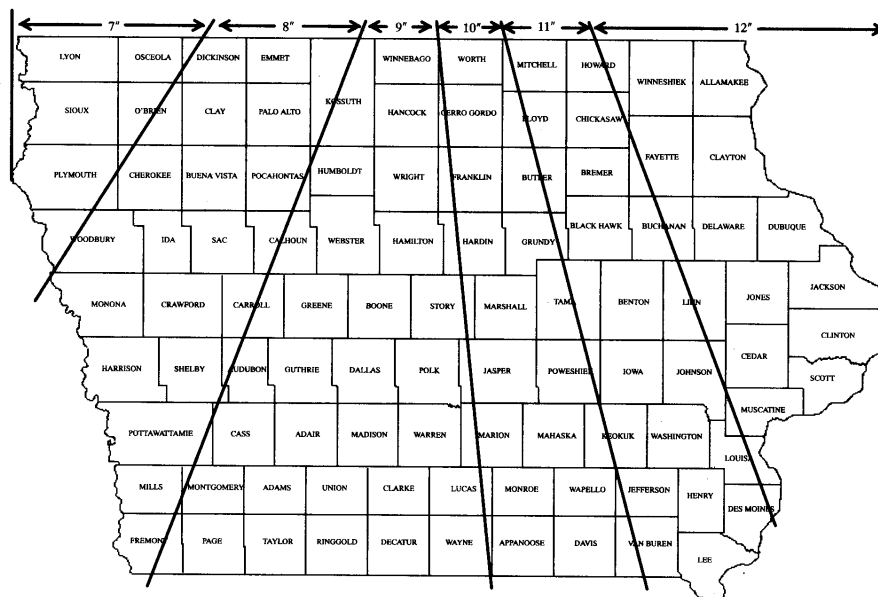 7" 8" 9" 10" 11" 12"
LYON OSCEOLA DICKINSON EMMET WINNEBAGO WORTH MITCHELL HOWARD
WINNESHIEK ALLAMAKEE
SIOUX O'BRIEN CLAY PALO ALTO KOSSUTH HANCOCK CERRO GORDO FLOYD CHICKASAW
PLYMOUTH CHEROKEE BUENA VISTA POCAHONTAS HUMBOLDT WRIGHT FRANKLIN BUTLER BREMER FAYETTE CLAYTON
WOODBURY IDA SAC CALHOUN WEBSTER HAMILTON HARDIN GRUNDY BLACK HAWK BUCHANAN DELAWARE DUBUQUE
MONONA CRAWFORD CARROLL GREENE BOONE STORY MARSHALL TAMA BENTON LINN JONES JACKSON
CLINTON
HARRISON SHELBY AUDUBON GUTHRIE DALLAS POLK JASPER POWESHIEK IOWA JOHNSON CEDAR SCOTT
MUSCATINE
POTTAWATTAMIE CASS ADAIR MADISON WARREN MARION MAHASKA KEOKUK WASHINGTON LOUISA
MILLS MONTGOMERY ADAMS UNION CLARKE LUCAS MONROE WAPELLO JEFFERSON HENRY DES MOINES
FREMONT PAGE TAYLOR RINGGOLD DECATUR WAYNE APPANOOSE DAVIS VAN BUREN LEE